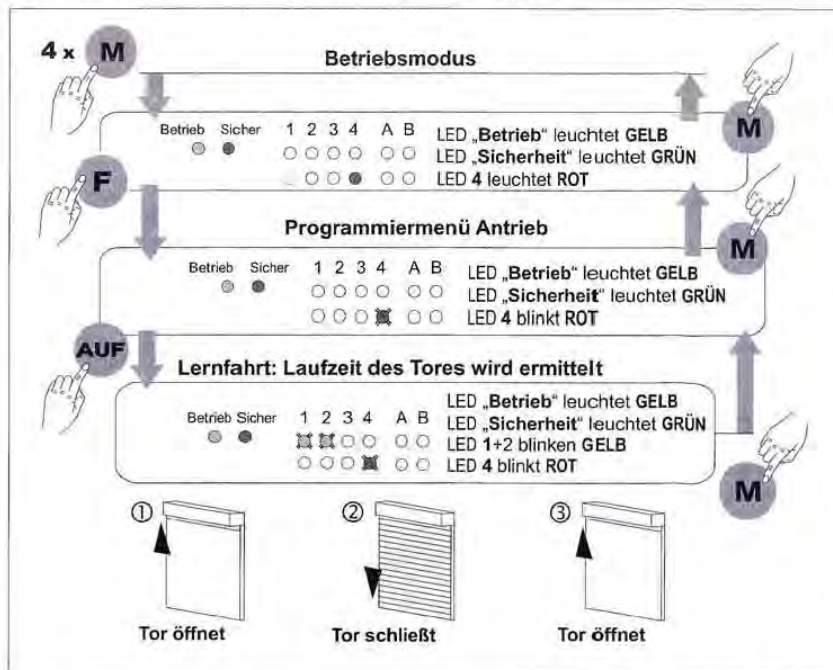 4 x M
Betriebsmodus
M
Betrieb Sicher 1 2 3 4 A B
LED „Betrieb“ leuchtet GELB
LED „Sicherheit“ leuchtet GRÜN
LED 4 leuchtet ROT
F
Programmiermenü Antrieb
M
Betrieb Sicher 1 2 3 4 A B
LED „Betrieb“ leuchtet GELB
LED „Sicherheit“ leuchtet GRÜN
LED 4 blinkt ROT
AUF
Lernfahrt: Laufzeit des Tores wird ermittelt
Betrieb Sicher 1 2 3 4 A B
LED „Betrieb“ leuchtet GELB
LED „Sicherheit“ leuchtet GRÜN
LED 1+2 blinken GELB
LED 4 blinkt ROT
M
① ② ③
Tor öffnet Tor schließt Tor öffnet